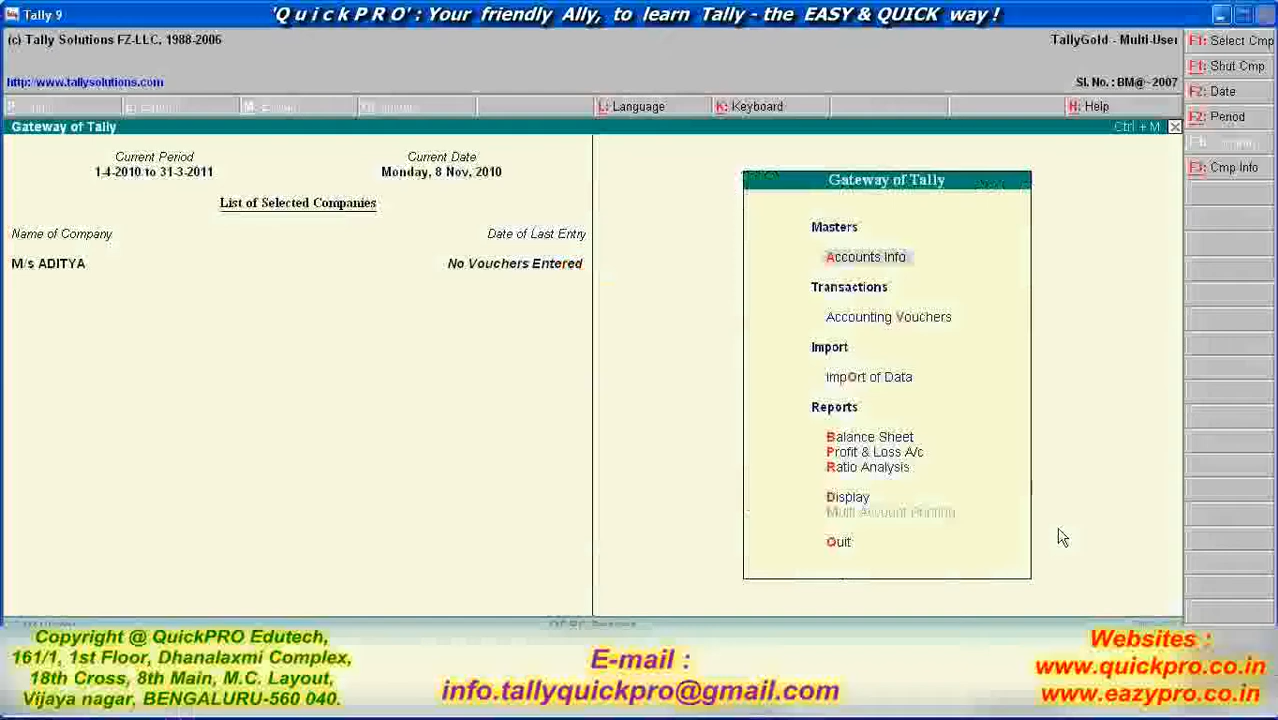 Tally 9
'QuickPRO' : Your friendly Ally, to learn Tally - the EASY & QUICK way !
(c) Tally Solutions FZ-LLC, 1988-2006
TallyGold - Multi-User
http://www.tallysolutions.com
Sl. No. : BM@~2007
L: Language
K: Keyboard
H: Help
Gateway of Tally
Ctrl + M
Current Period
1-4-2010 to 31-3-2011
Current Date
Monday, 8 Nov, 2010
List of Selected Companies
Name of Company
Date of Last Entry
M/s ADITYA
No Vouchers Entered
Gateway of Tally
Masters
Accounts Info
Transactions
Accounting Vouchers
Import
ImpOrt of Data
Reports
Balance Sheet
Profit & Loss A/c
Ratio Analysis
Display
Multi Account Printing
Quit
F1: Select Cmp
F1: Shut Cmp
F2: Date
F2: Period
F3: Cmp Info
Copyright @ QuickPRO Edutech,
161/1, 1st Floor, Dhanalaxmi Complex,
18th Cross, 8th Main, M.C. Layout,
Vijaya nagar, BENGALURU-560 040.
E-mail :
info.tallyquickpro@gmail.com
Websites :
www.quickpro.co.in
www.eazypro.co.in